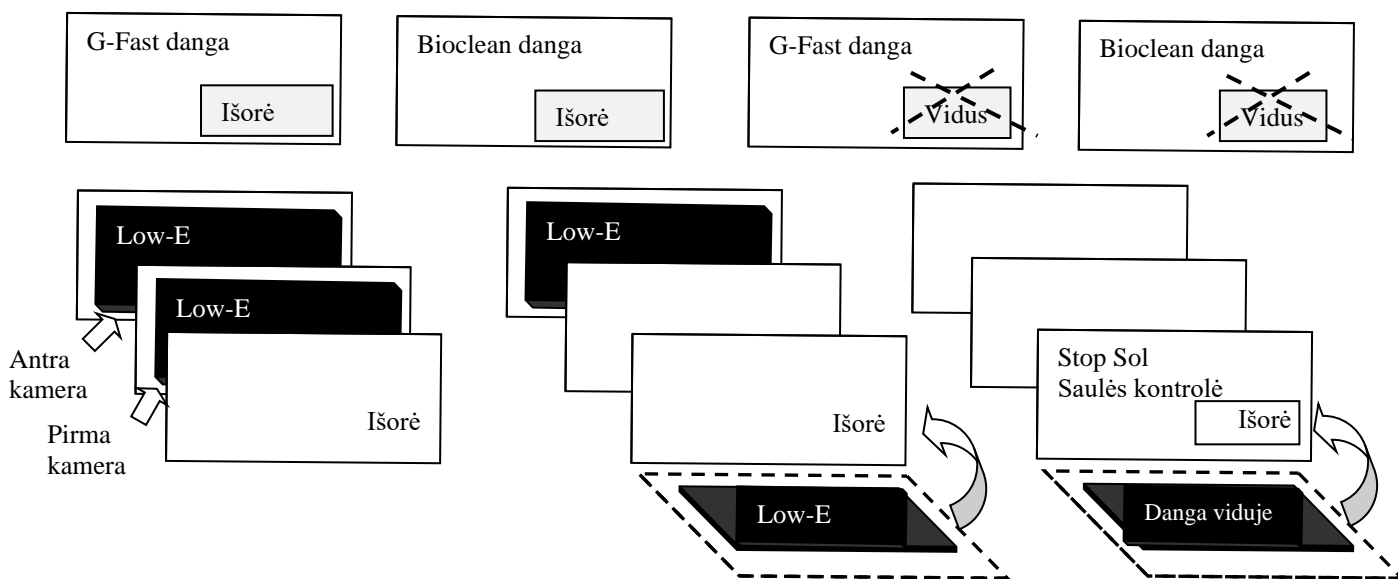 G-Fast danga
Išorė
Bioclean danga
Išorė
G-Fast danga
Vidus
Bioclean danga
Vidus
Low-E
Low-E
Antra
kamera
Pirma
kamera
Išorė
Low-E
Išorė
Low-E
Stop Sol
Saulės kontrolė
Išorė
Danga viduje